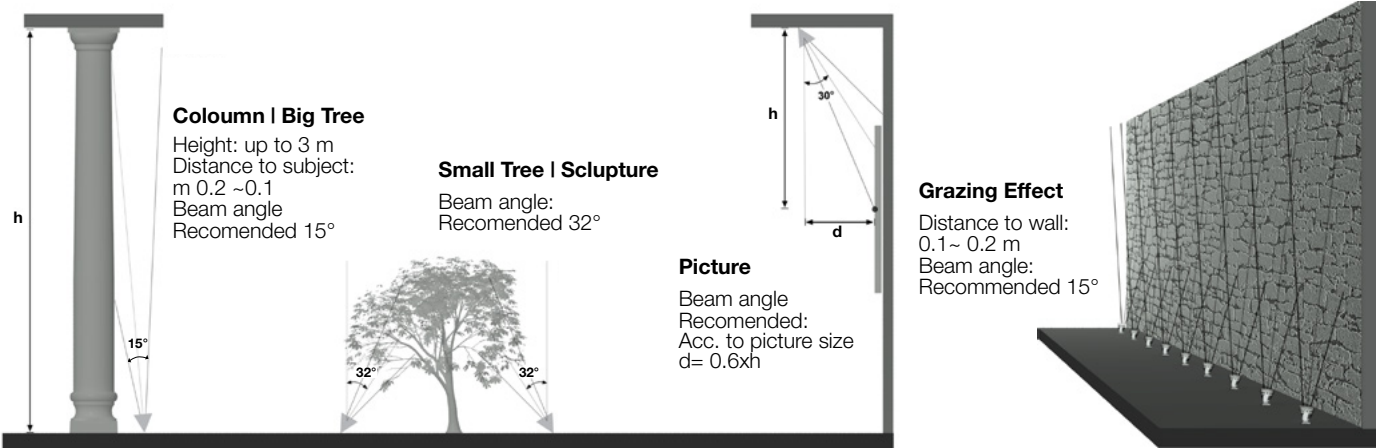 h
15°
Coloumn | Big Tree
Height: up to 3 m
Distance to subject:
m 0.2 ~0.1
Beam angle
Recomended 15°
Small Tree | Sclupture
Beam angle:
Recomended 32°
32°
32°
h
30°
d
Picture
Beam angle
Recomended:
Acc. to picture size
d= 0.6xh
Grazing Effect
Distance to wall:
0.1~ 0.2 m
Beam angle:
Recommended 15°